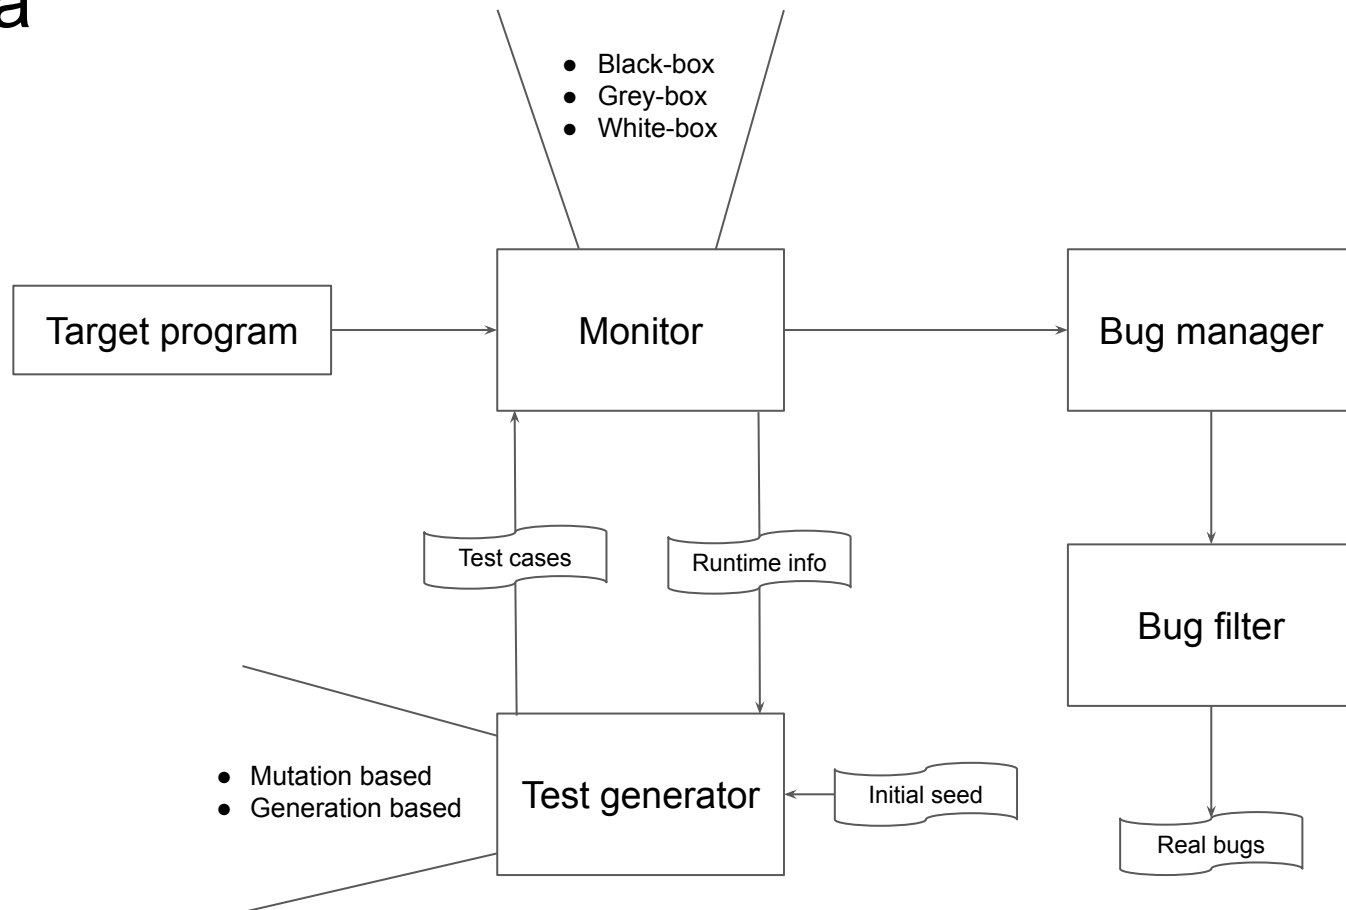 a
● Black-box
● Grey-box
● White-box
Target program
Monitor
Bug manager
Test cases
Runtime info
Bug filter
● Mutation based
● Generation based
Test generator
Initial seed
Real bugs